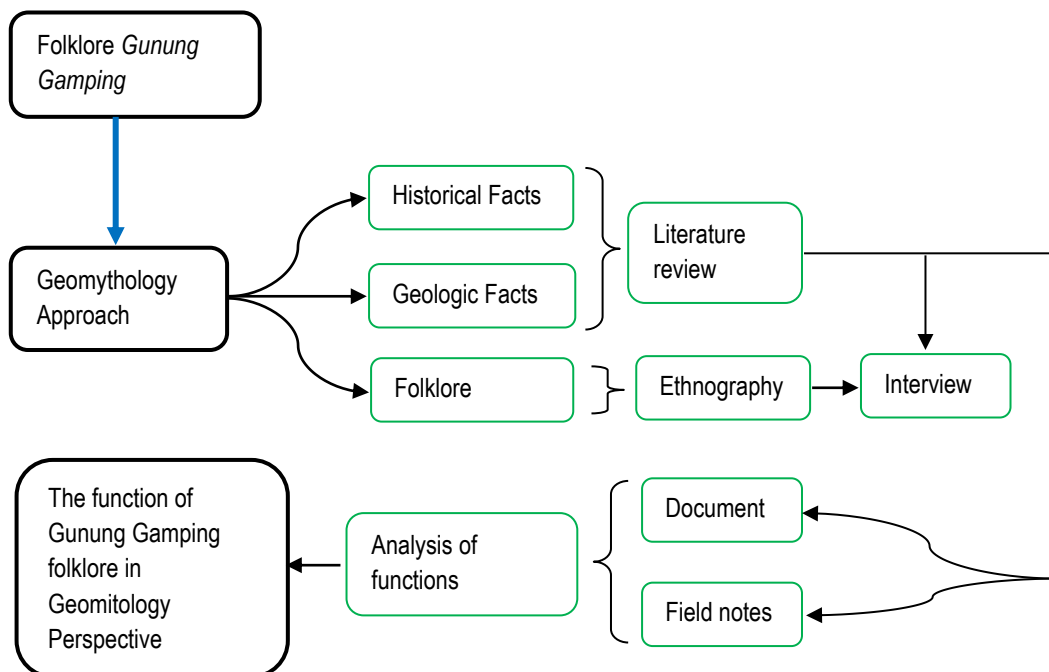 Folklore Gunung
Gamping
Historical Facts
Literature
review
Geomythology
Approach
Geologic Facts
Folklore
Ethnography
Interview
The function of
Gunung Gamping
folklore in
Geomitology
Perspective
Analysis of
functions
Document
Field notes